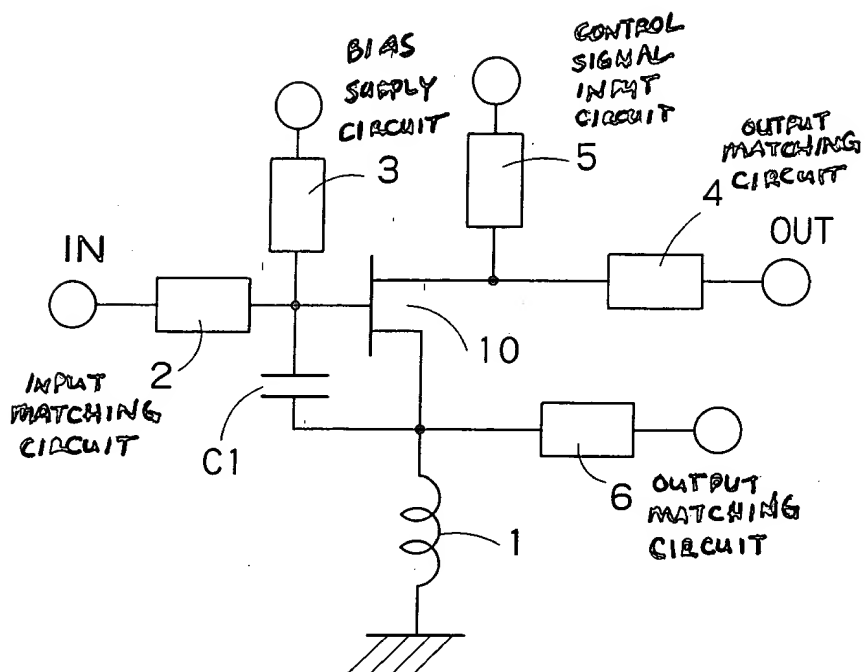 BIAS
SUPPLY
CIRCUIT
3
CONTROL
SIGNAL
INPUT
CIRCUIT
5
OUTPUT
MATCHING
CIRCUIT
4
IN
OUT
2
INPUT
MATCHING
CIRCUIT
10
C1
6
OUTPUT
MATCHING
CIRCUIT
1